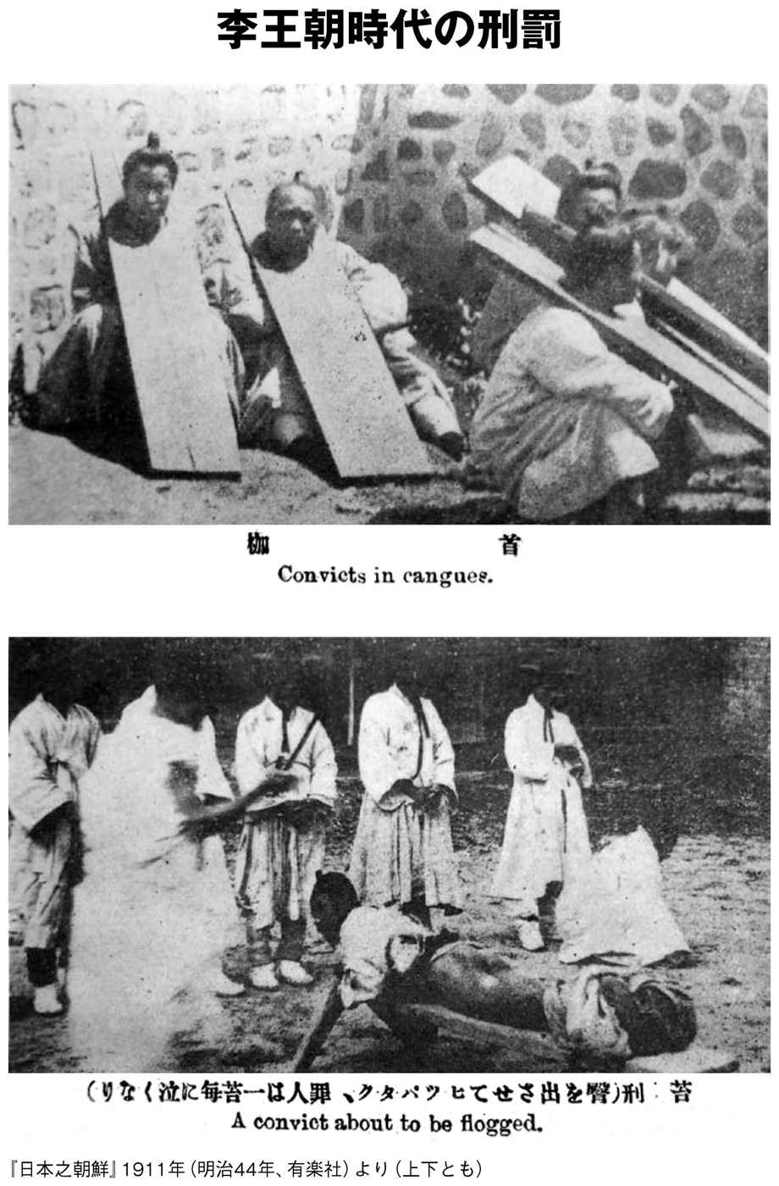 李王朝時代の刑罰
首枷
Convicts in cangues.
笞刑(臀を出させてヒツパタク、罪人は一笞毎に泣くなり)
A convict about to be flogged.
『日本之朝鮮』1911年(明治44年、有楽社)より(上下とも)